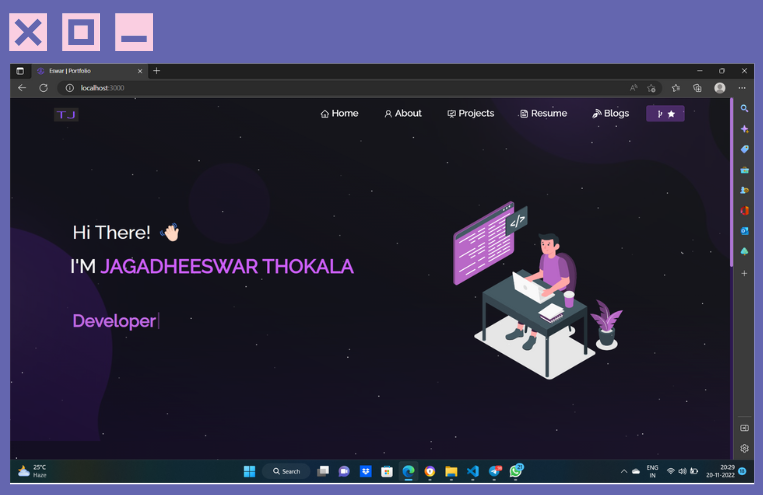 Eswar | Portfolio
localhost:3000
TJ
Home
About
Projects
Resume
Blogs
Hi There!
I'M JAGADHEESWAR THOKALA
Developer
</>
25°C
Haze
Search
ENG
IN
20:29
20-11-2022